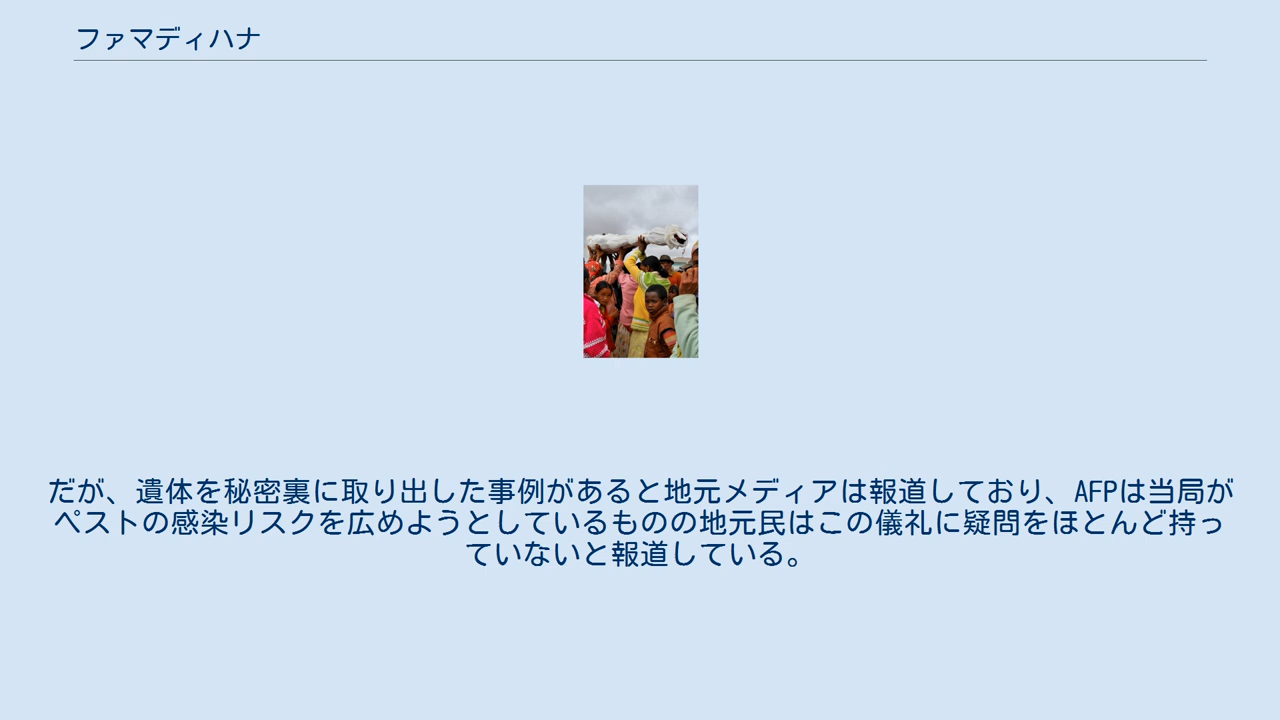 ファマディハナ
だが、遺体を秘密裏に取り出した事例があると地元メディアは報道しており、AFPは当局が
ペストの感染リスクを広めようとしているものの地元民はこの儀礼に疑問をほとんど持っ
ていないと報道している。